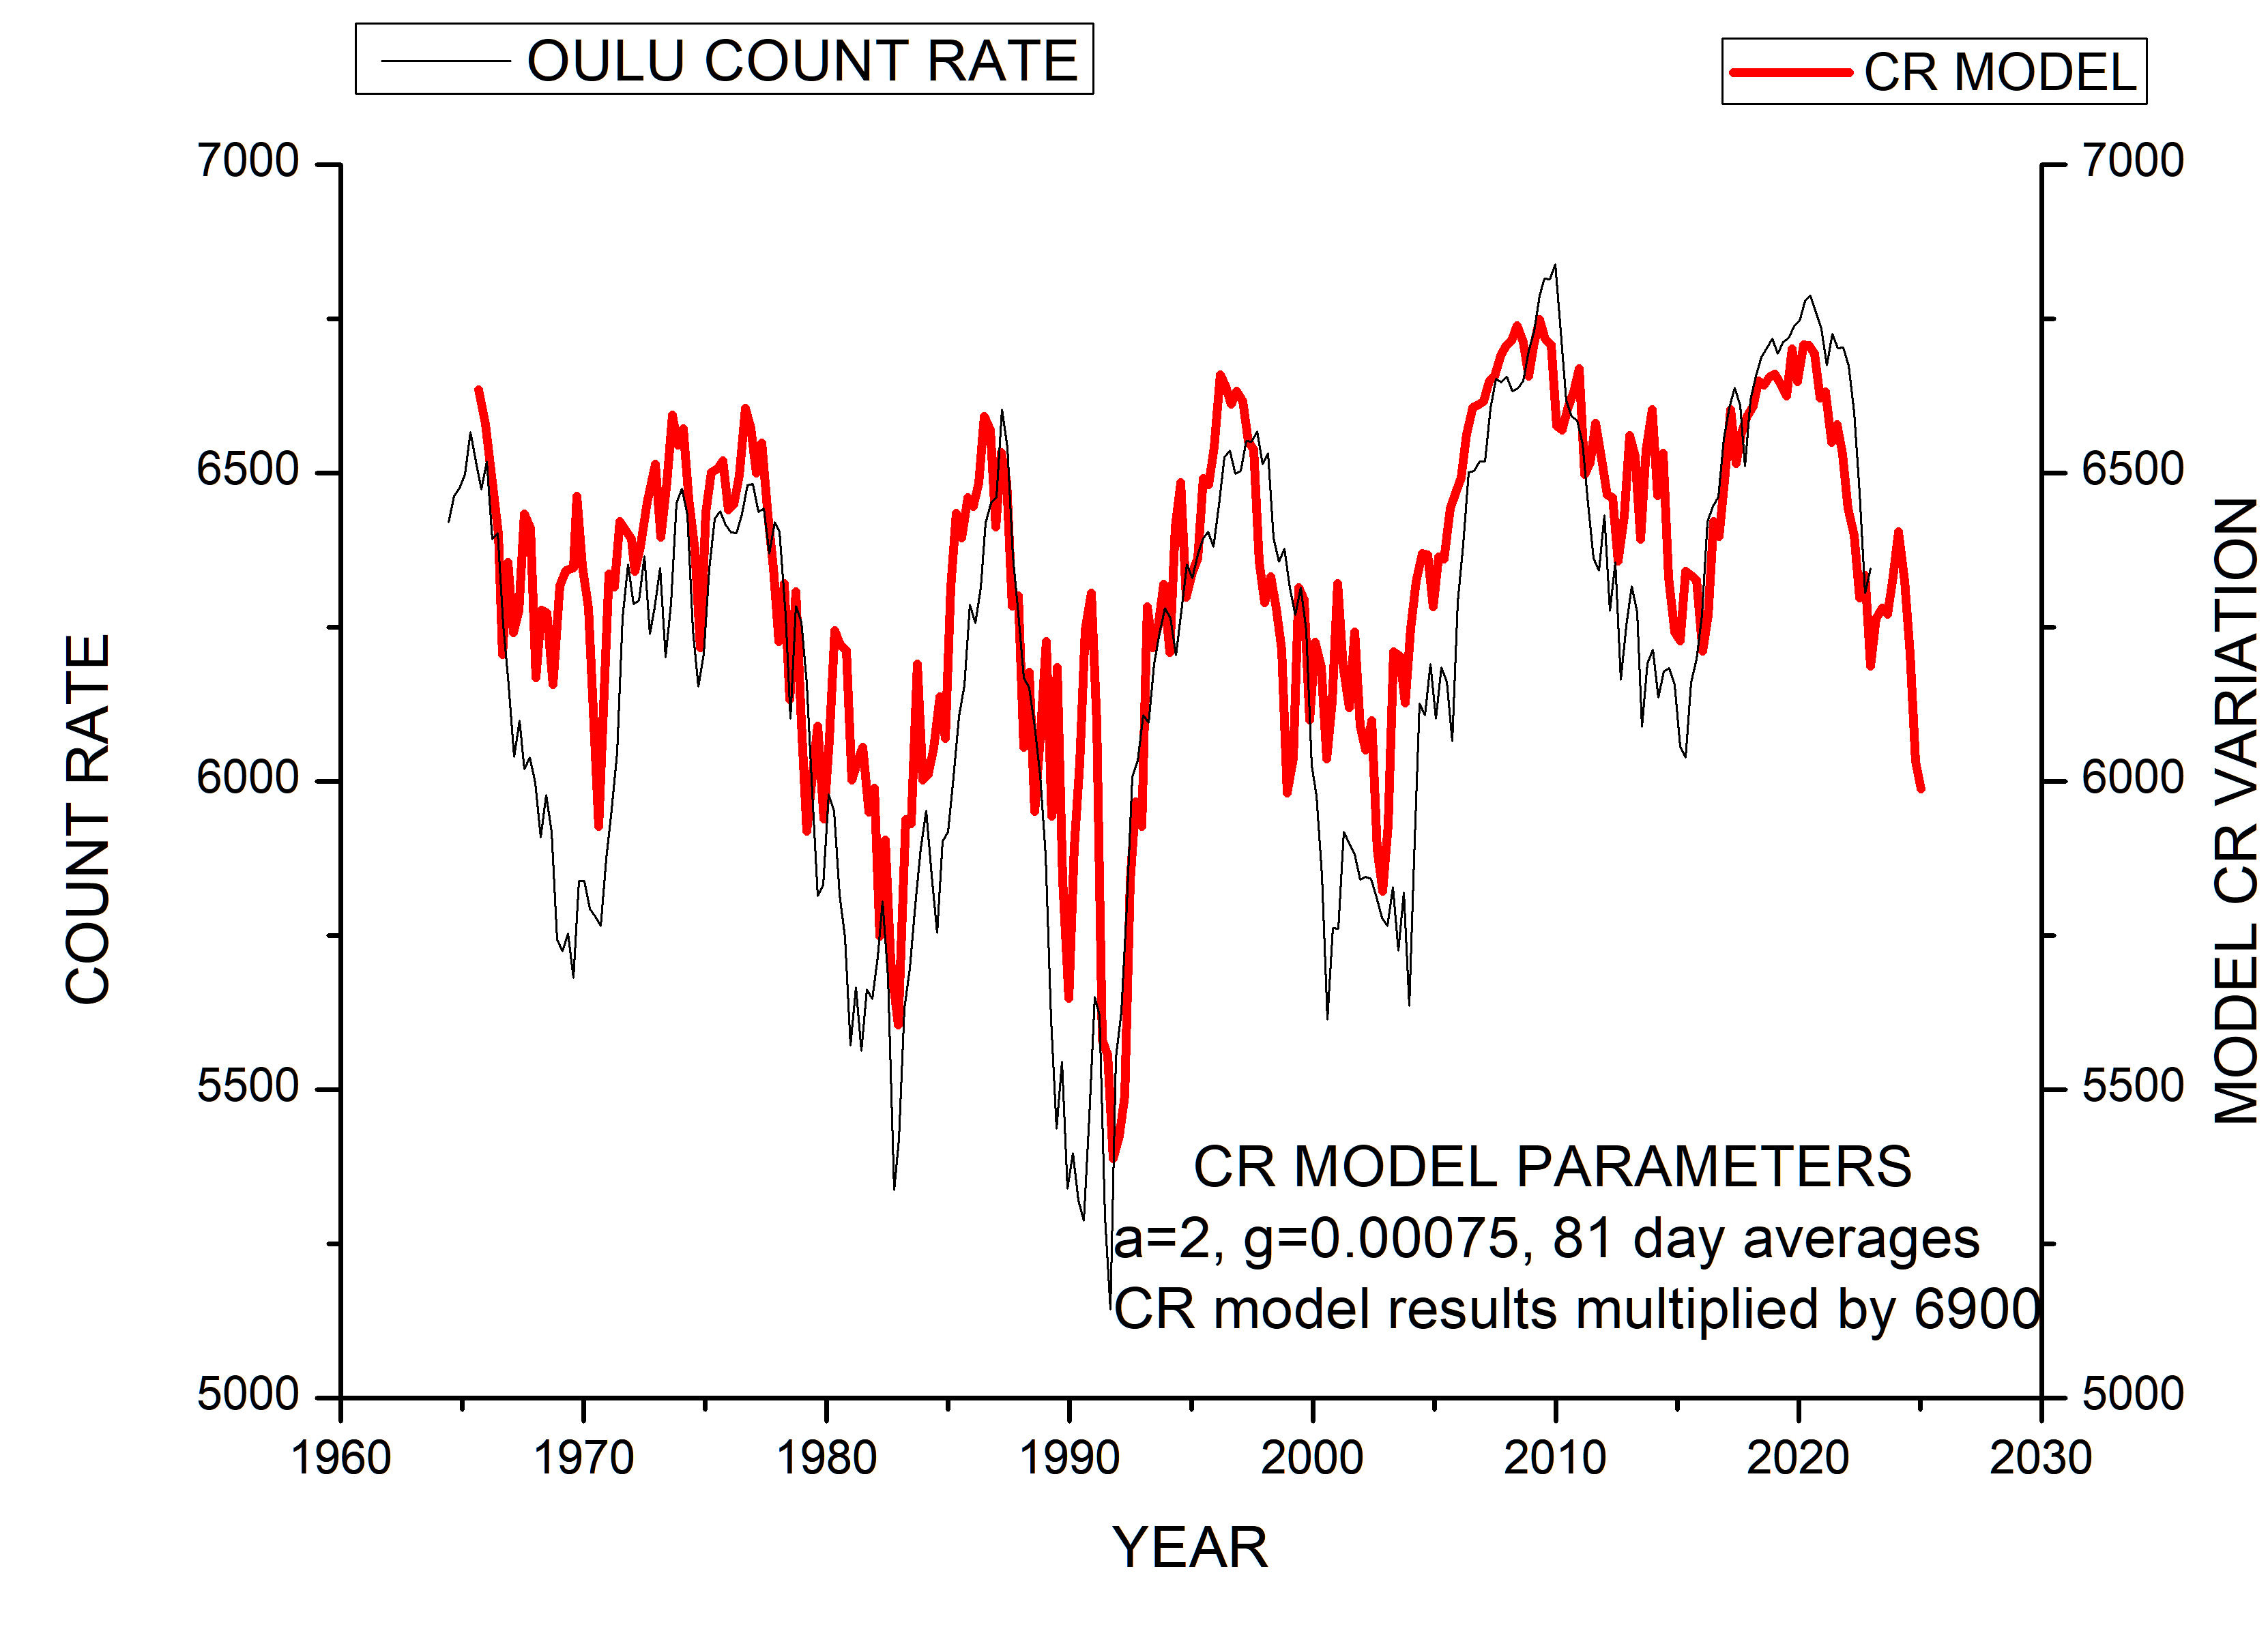 OULU COUNT RATE
CR MODEL
7000
6500
6000
5500
5000
COUNT RATE
7000
6500
6000
5500
5000
MODEL CR VARIATION
CR MODEL PARAMETERS
a=2, g=0.00075, 81 day averages
CR model results multiplied by 6900
1960 1970 1980 1990 2000 2010 2020 2030
YEAR